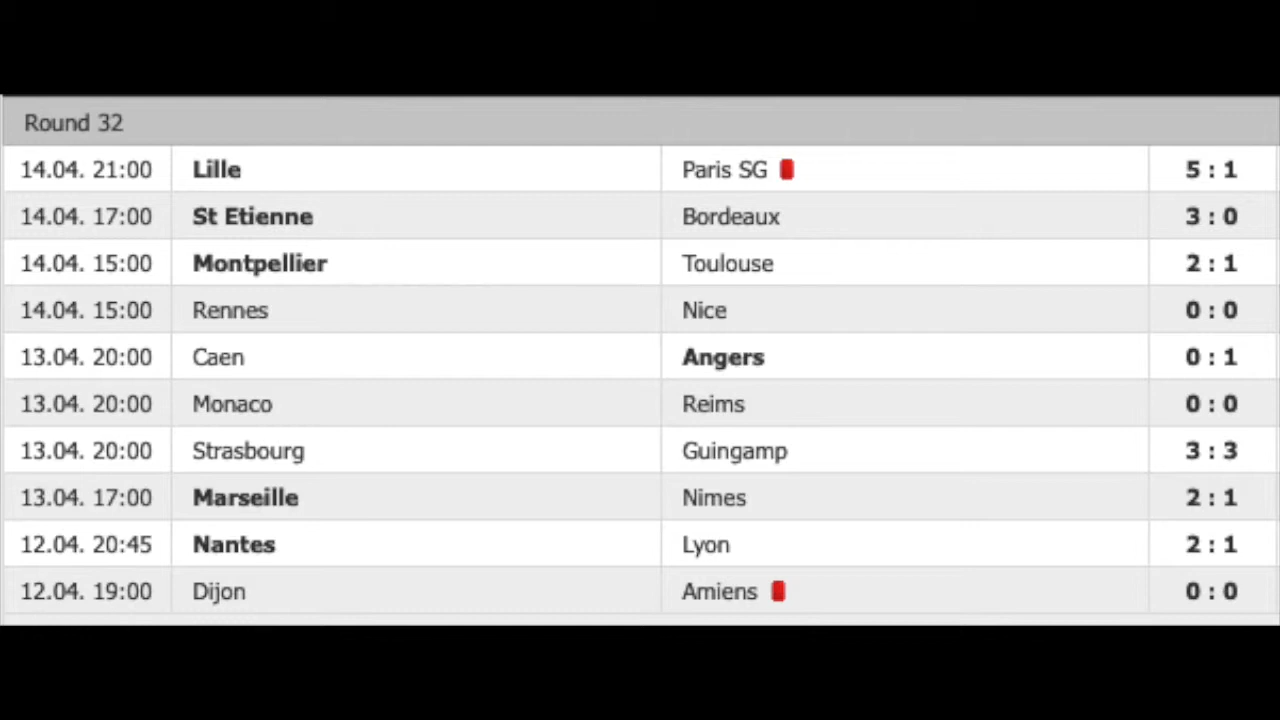 Round 32
14.04. 21:00 Lille Paris SG 5 : 1
14.04. 17:00 St Etienne Bordeaux 3 : 0
14.04. 15:00 Montpellier Toulouse 2 : 1
14.04. 15:00 Rennes Nice 0 : 0
13.04. 20:00 Caen Angers 0 : 1
13.04. 20:00 Monaco Reims 0 : 0
13.04. 20:00 Strasbourg Guingamp 3 : 3
13.04. 17:00 Marseille Nimes 2 : 1
12.04. 20:45 Nantes Lyon 2 : 1
12.04. 19:00 Dijon Amiens 0 : 0